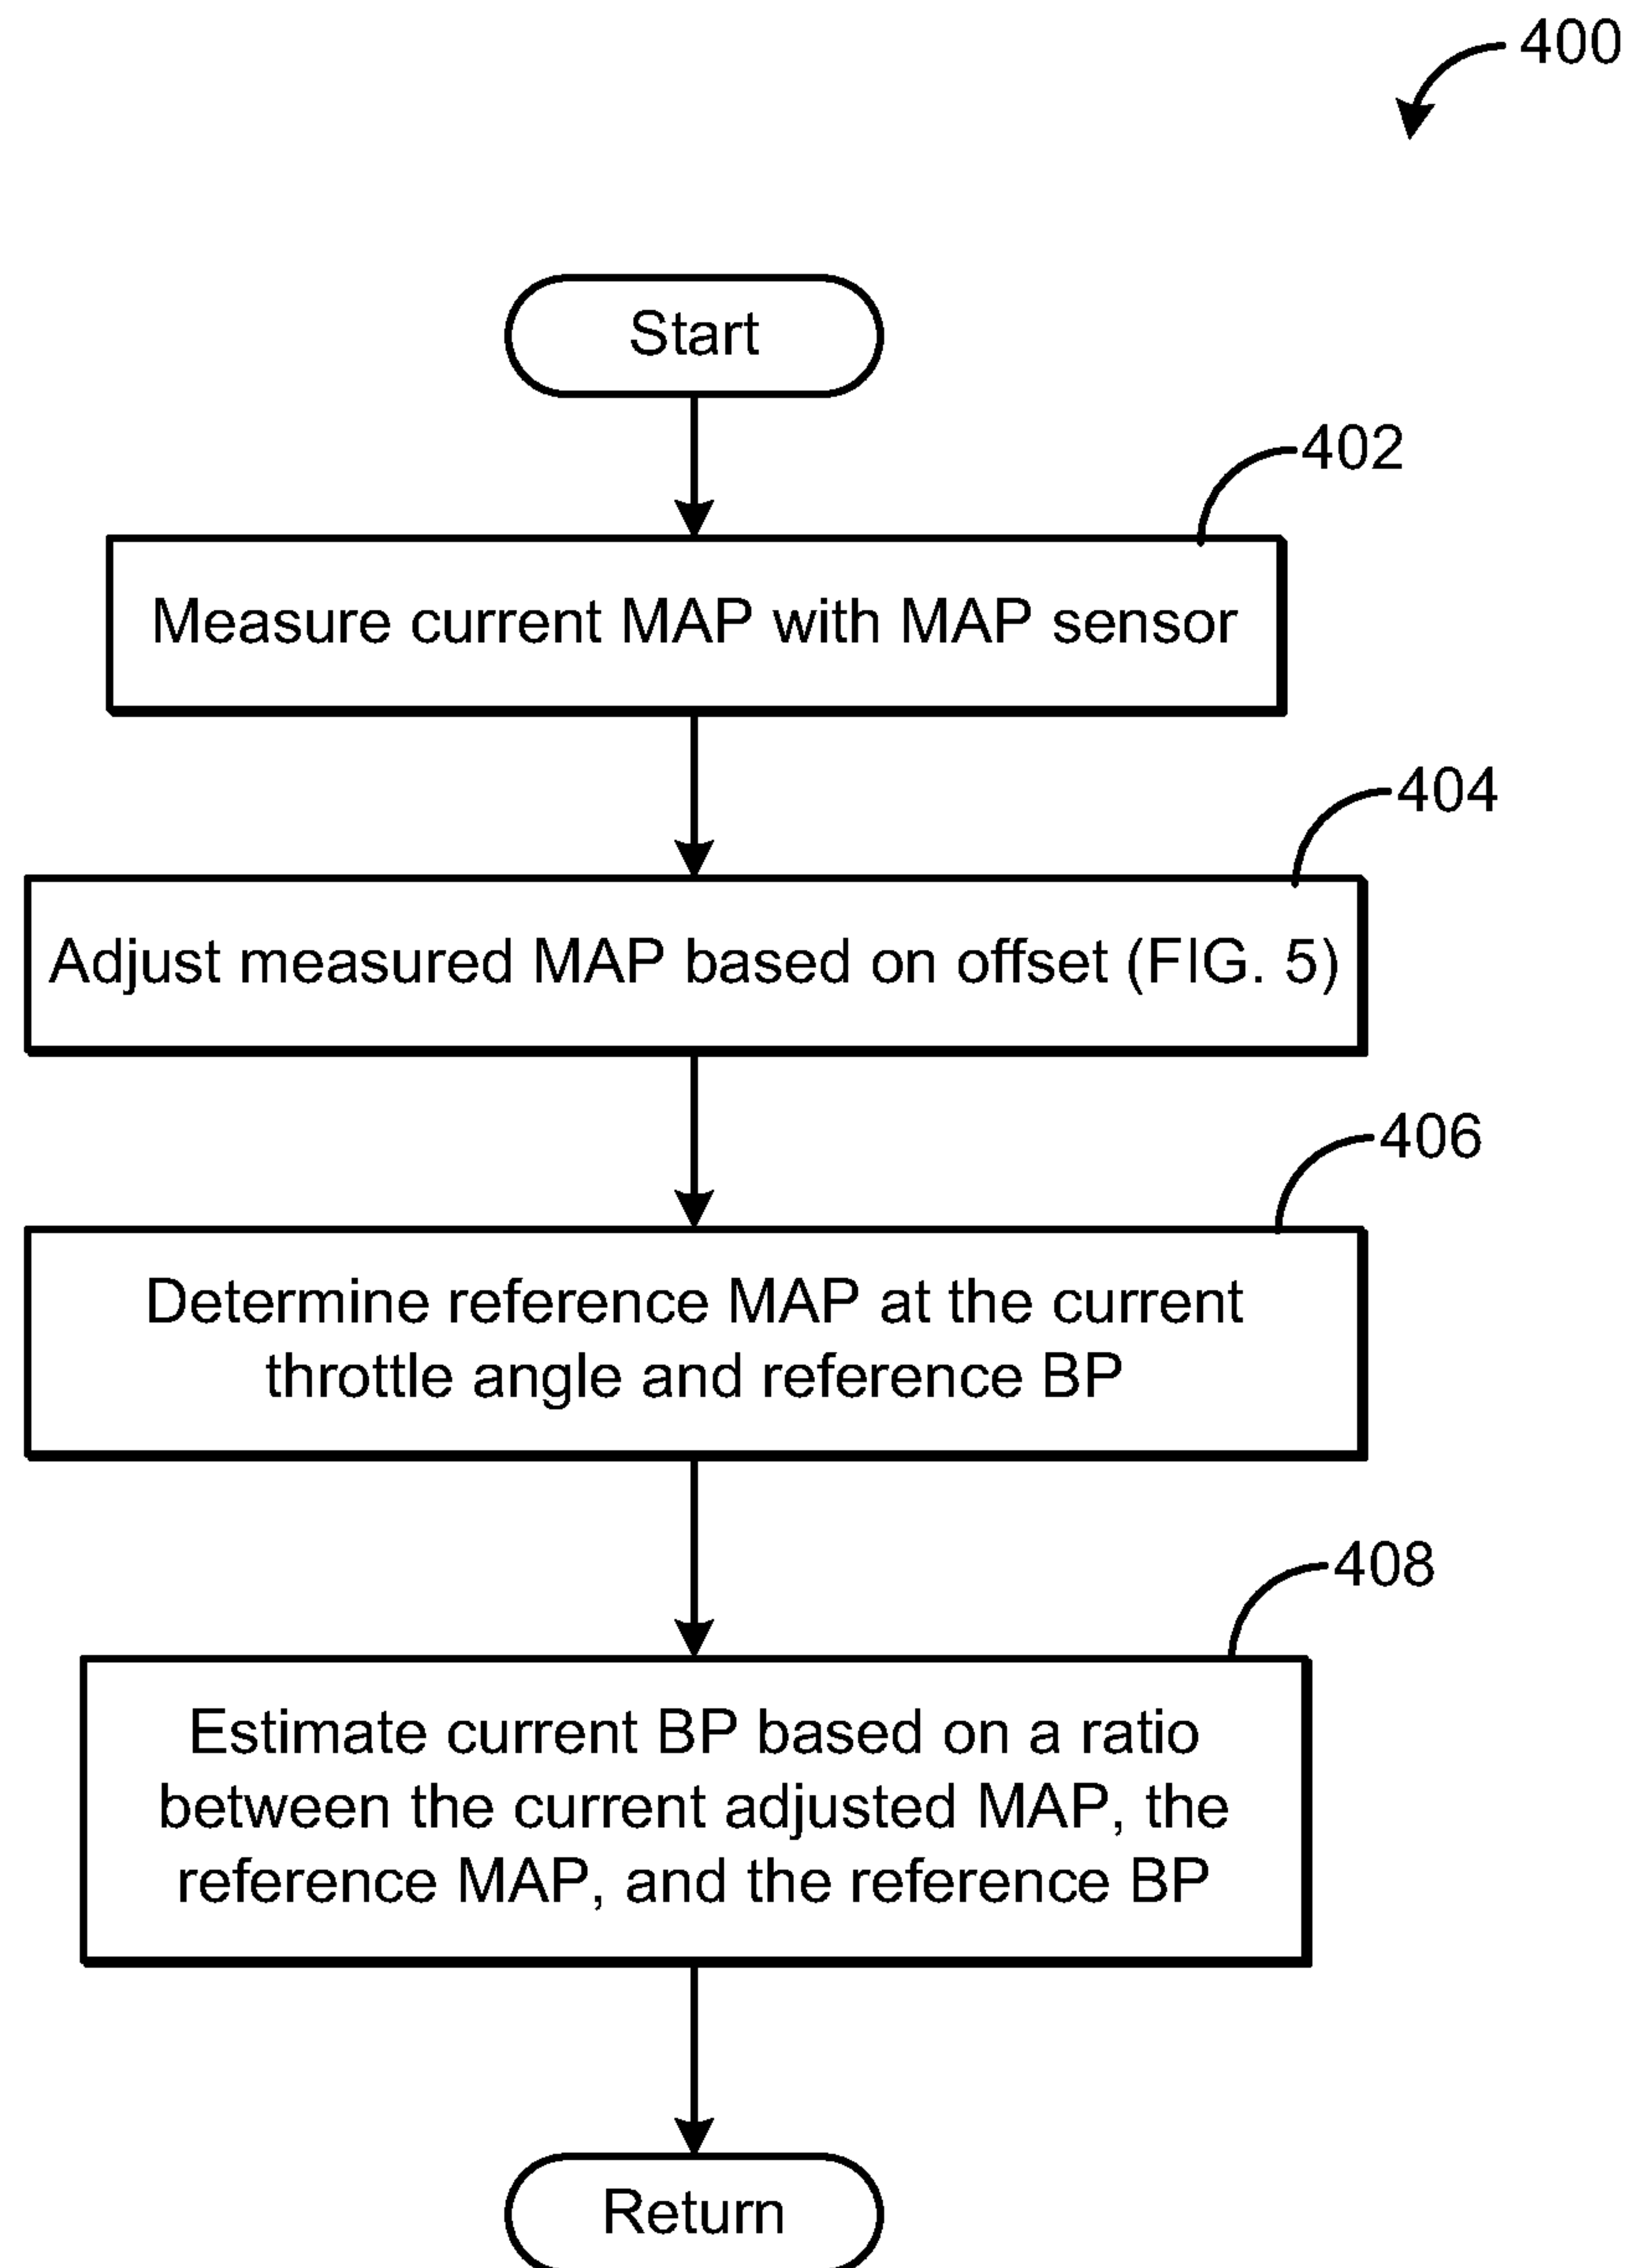 400
Start
402
Measure current MAP with MAP sensor
404
Adjust measured MAP based on offset (FIG. 5)
406
Determine reference MAP at the current
throttle angle and reference BP
408
Estimate current BP based on a ratio
between the current adjusted MAP, the
reference MAP, and the reference BP
Return